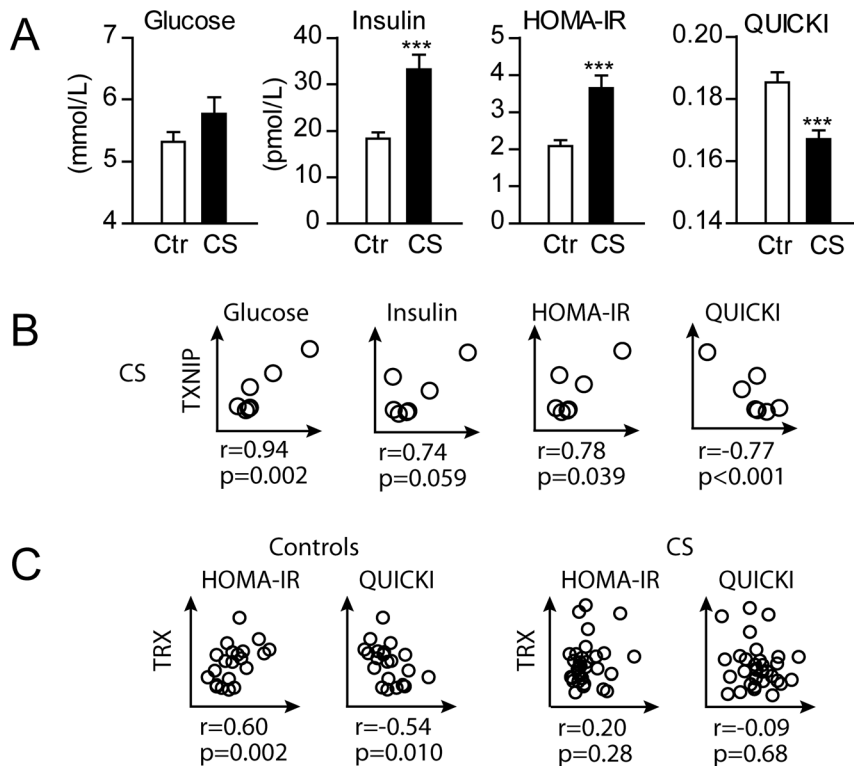 A
Glucose Insulin HOMA-IR QUICKI
(mmol/L)
7
6
5
4
Ctr CS
(pmol/L)
40
30
20
10
0
***
Ctr CS
5
4
3
2
1
0
***
Ctr CS
0.20
0.18
0.16
0.14
***
Ctr CS
B
CS
TXNIP
Glucose Insulin HOMA-IR QUICKI
r=0.94 r=0.74 r=0.78 r=-0.77
p=0.002 p=0.059 p=0.039 p<0.001
C
Controls CS
HOMA-IR QUICKI HOMA-IR QUICKI
TRX TRX
r=0.60 r=-0.54 r=0.20 r=-0.09
p=0.002 p=0.010 p=0.28 p=0.68